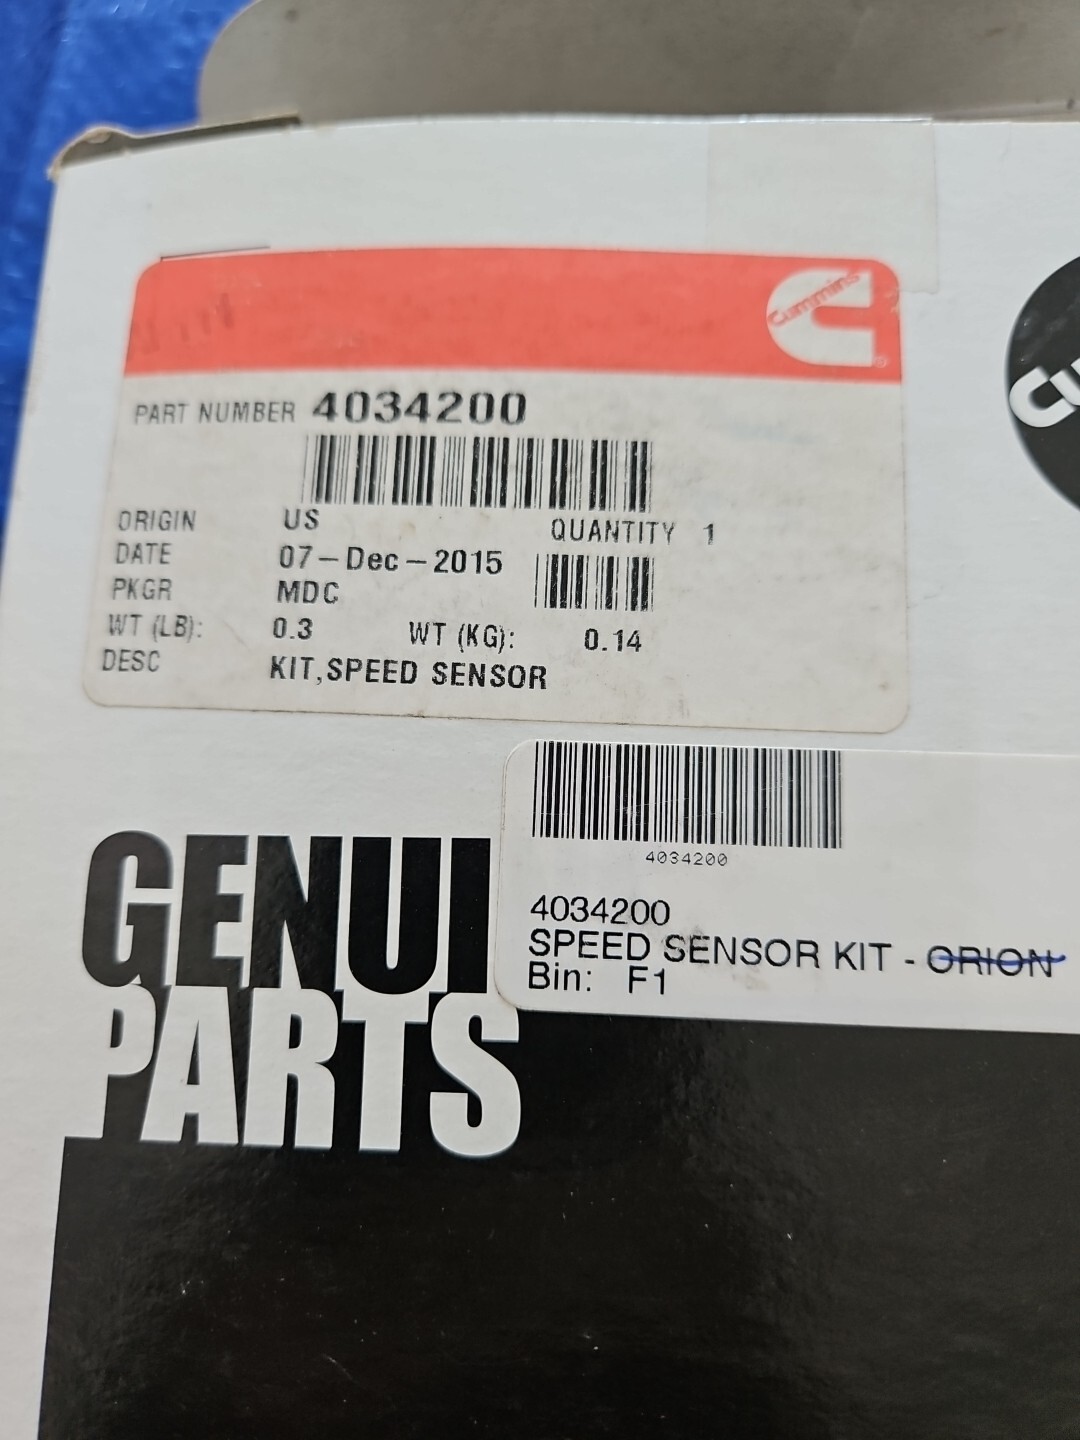 Cummins
PART NUMBER 4034200
ORIGIN US QUANTITY 1
DATE 07-Dec-2015
PKGR MDC
WT (LB): 0.3 WT (KG): 0.14
DESC KIT,SPEED SENSOR
4034200
4034200
SPEED SENSOR KIT - ORION
Bin: F1
GENUI
PARTS
Cu